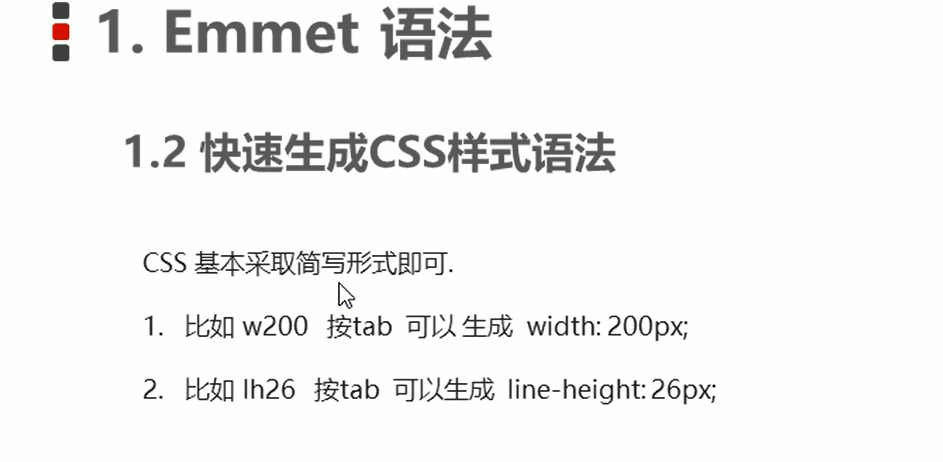 1. Emmet 语法
1.2 快速生成CSS样式语法
CSS 基本采取简写形式即可.
1. 比如 w200 按tab 可以 生成 width: 200px;
2. 比如 lh26 按tab 可以生成 line-height: 26px;